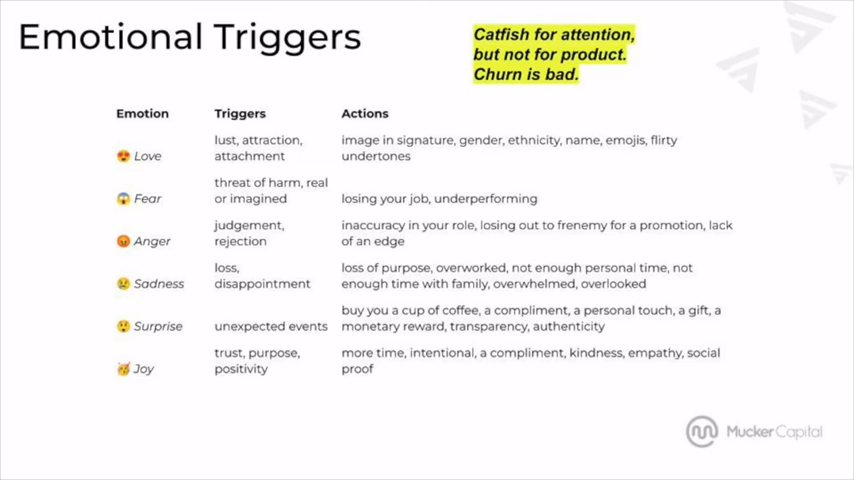 Emotional Triggers
Catfish for attention,
but not for product.
Churn is bad.
Emotion Triggers Actions
😍 Love lust, attraction, attachment image in signature, gender, ethnicity, name, emojis, flirty undertones
😱 Fear threat of harm, real or imagined losing your job, underperforming
😡 Anger judgement, rejection inaccuracy in your role, losing out to frenemy for a promotion, lack of an edge
😢 Sadness loss, disappointment loss of purpose, overworked, not enough personal time, not enough time with family, overwhelmed, overlooked
😲 Surprise unexpected events buy you a cup of coffee, a compliment, a personal touch, a gift, a monetary reward, transparency, authenticity
🥳 Joy trust, purpose, positivity more time, intentional, a compliment, kindness, empathy, social proof
MuckerCapital